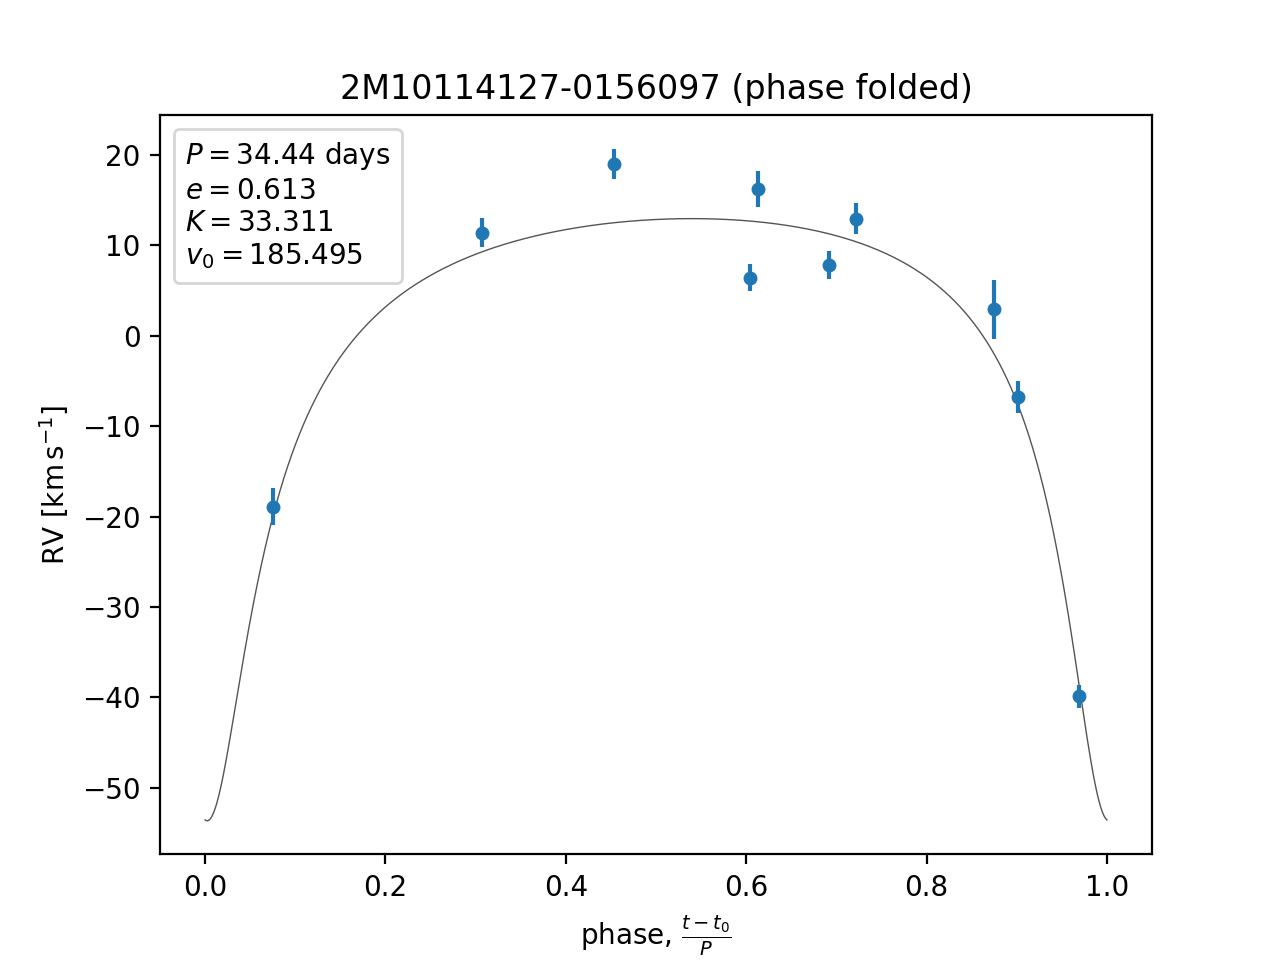 2M10114127-0156097 (phase folded)
P = 34.44 days
e = 0.613
K = 33.311
v₀ = 185.495
20
10
0
−10
−20
−30
−40
−50
RV [km s⁻¹]
0.0 0.2 0.4 0.6 0.8 1.0
phase, (t − t₀)/P